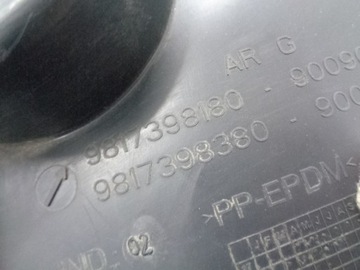 AR G
9817398180 - 9009
9817398380 - 900
>PP-EPDM<
IND. 02
J F M A M J J A S